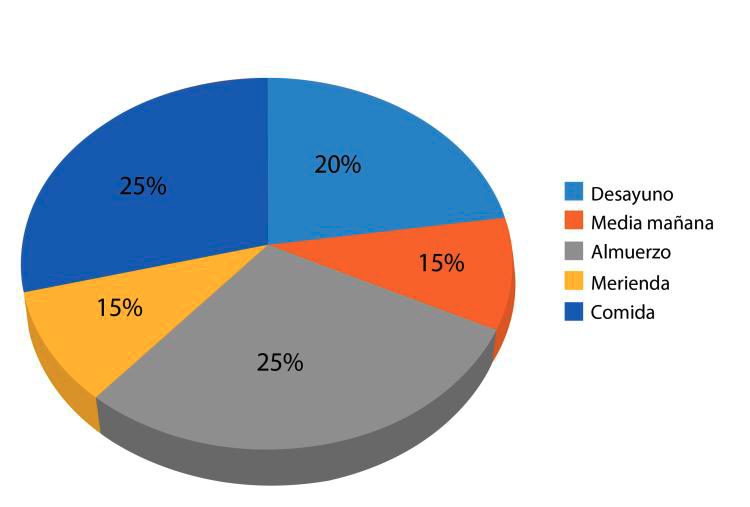 25%
20%
15%
15%
25%
Desayuno
Media mañana
Almuerzo
Merienda
Comida